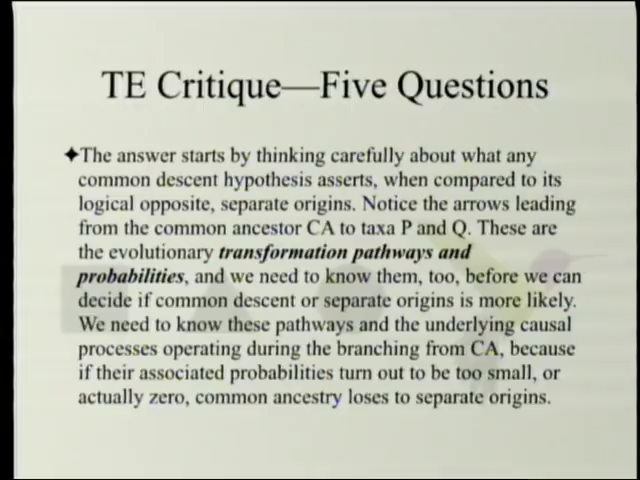 TE Critique—Five Questions
✦The answer starts by thinking carefully about what any
common descent hypothesis asserts, when compared to its
logical opposite, separate origins. Notice the arrows leading
from the common ancestor CA to taxa P and Q. These are
the evolutionary transformation pathways and
probabilities, and we need to know them, too, before we can
decide if common descent or separate origins is more likely.
We need to know these pathways and the underlying causal
processes operating during the branching from CA, because
if their associated probabilities turn out to be too small, or
actually zero, common ancestry loses to separate origins.